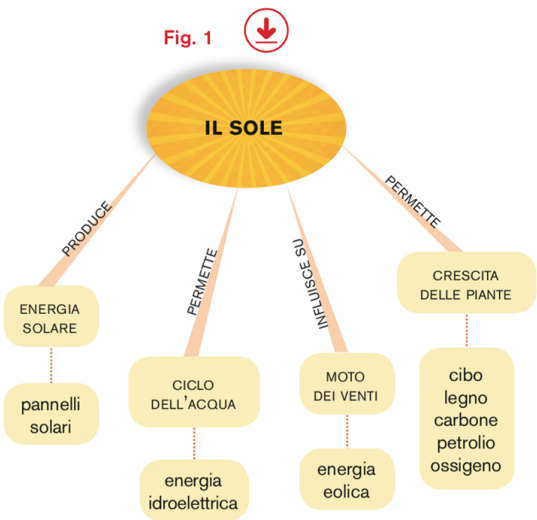 Fig. 1
IL SOLE
PRODUCE
ENERGIA
SOLARE
pannelli
solari
PERMETTE
CICLO
DELL'ACQUA
energia
idroelettrica
INFLUISCE SU
MOTO
DEI VENTI
energia
eolica
PERMETTE
CRESCITA
DELLE PIANTE
cibo
legno
carbone
petrolio
ossigeno